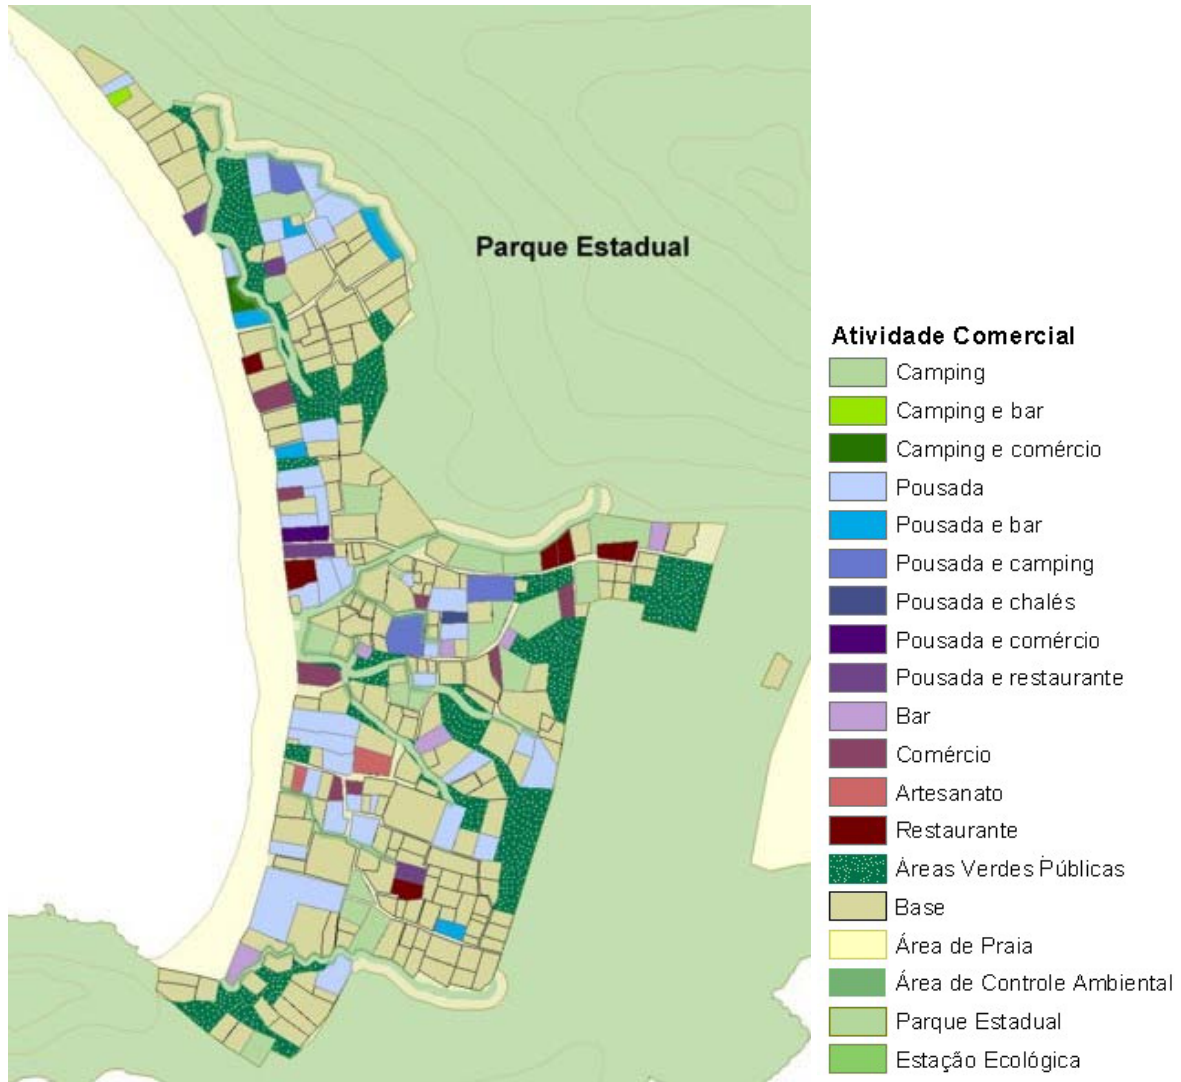 Parque Estadual
Atividade Comercial
Camping
Camping e bar
Camping e comércio
Pousada
Pousada e bar
Pousada e camping
Pousada e chalés
Pousada e comércio
Pousada e restaurante
Bar
Comércio
Artesanato
Restaurante
Áreas Verdes Públicas
Base
Área de Praia
Área de Controle Ambiental
Parque Estadual
Estação Ecológica